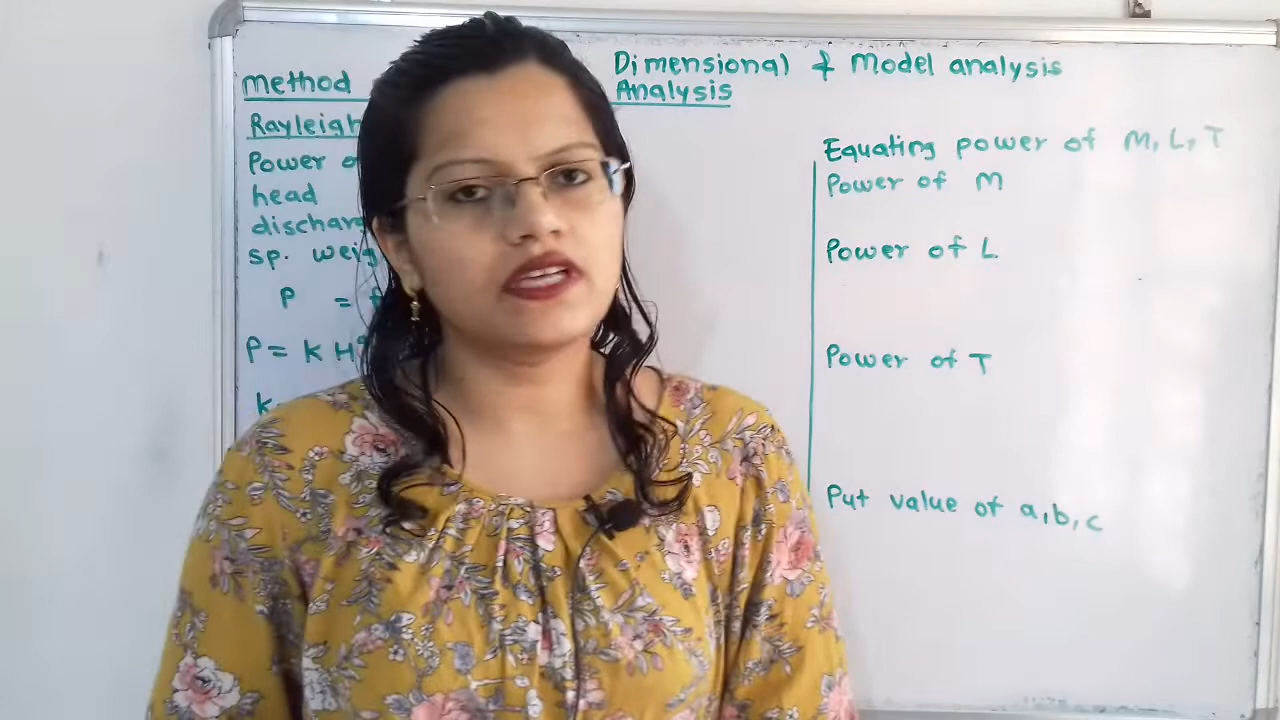 Method
Dimensional & Model analysis
Analysis
Rayleigh
Power
head
sp.
P =
P = K H
K
Equating power of M, L, T
Power of M
Power of L
Power of T
Put value of a, b, c